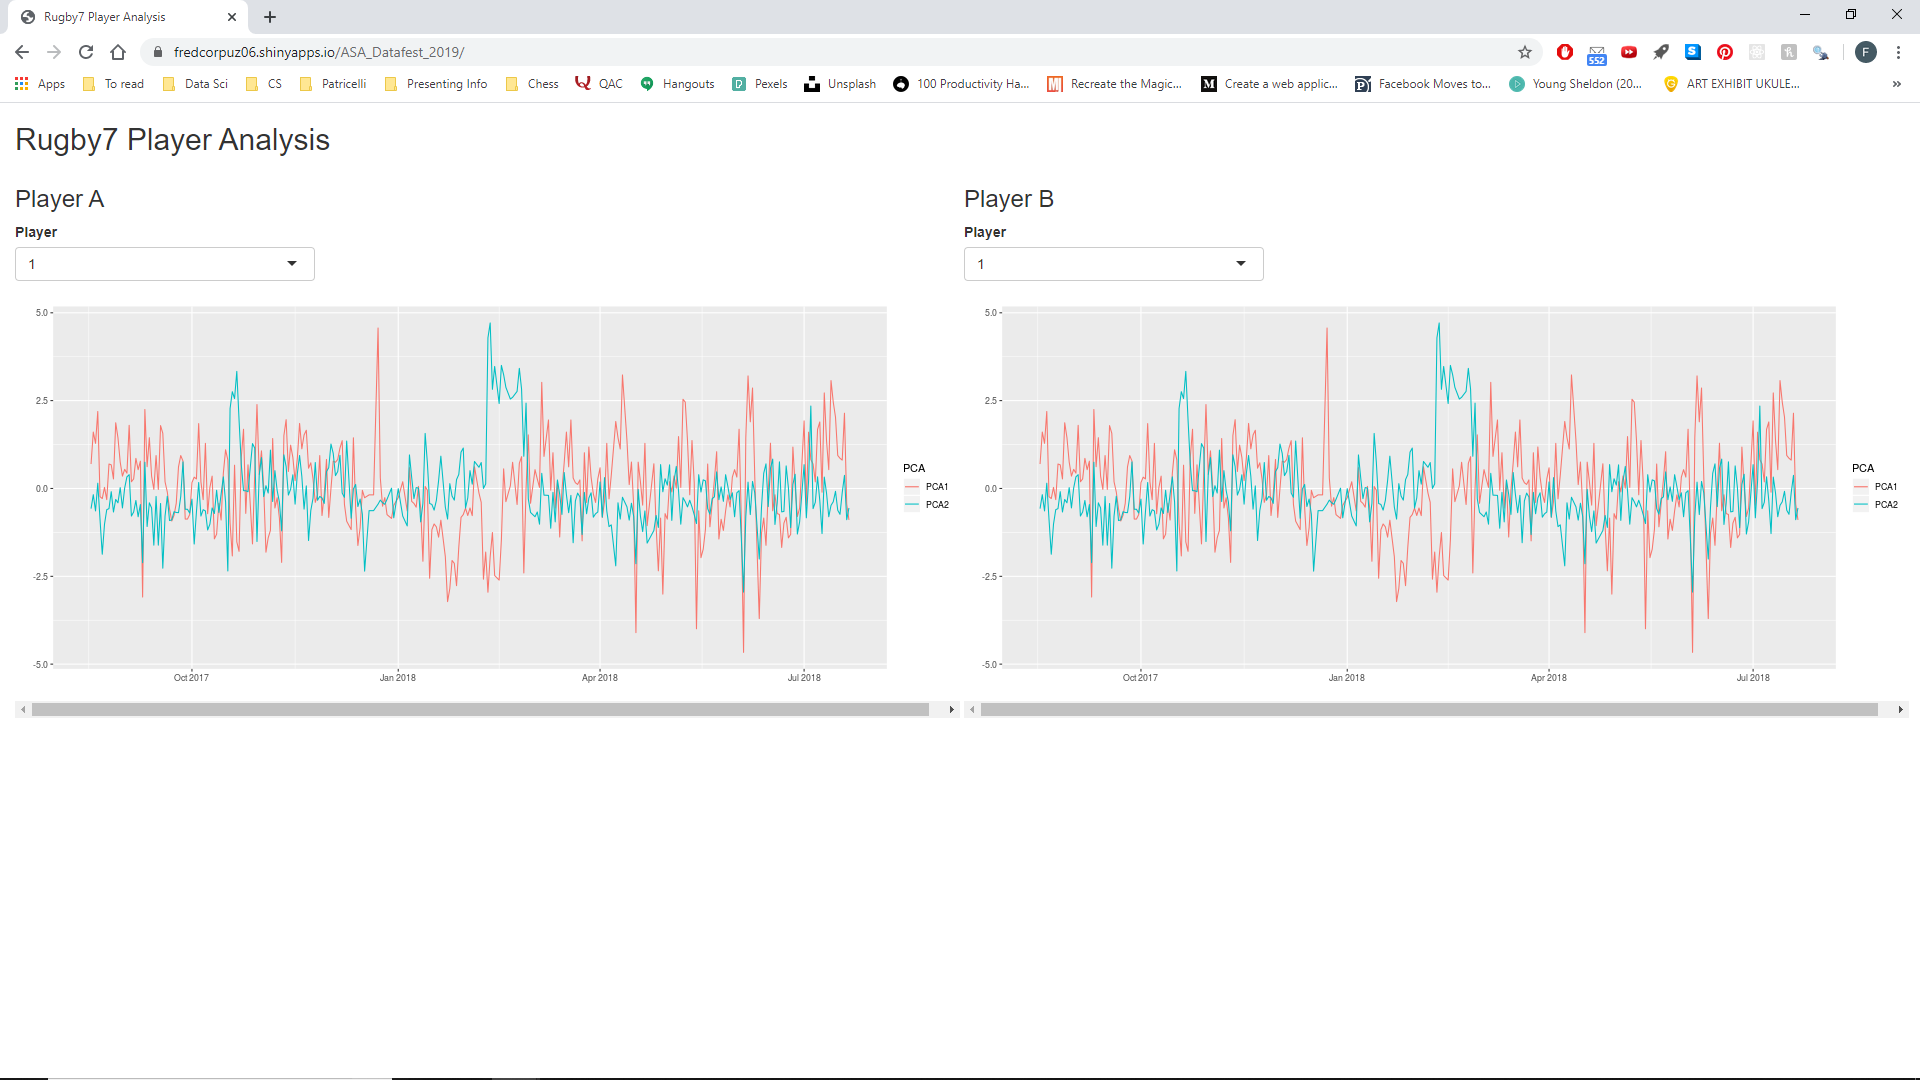 Rugby7 Player Analysis
fredcorpuz06.shinyapps.io/ASA_Datafest_2019/
552
F
Apps To read Data Sci CS Patricelli Presenting Info Chess QAC Hangouts Pexels Unsplash 100 Productivity Ha... Recreate the Magic... Create a web applic... Facebook Moves to... Young Sheldon (20... ART EXHIBIT UKULE... »
Rugby7 Player Analysis
Player A
Player
1
5.0
2.5
0.0
-2.5
-5.0
Oct 2017 Jan 2018 Apr 2018 Jul 2018
PCA
PCA1
PCA2
Player B
Player
1
5.0
2.5
0.0
-2.5
-5.0
Oct 2017 Jan 2018 Apr 2018 Jul 2018
PCA
PCA1
PCA2